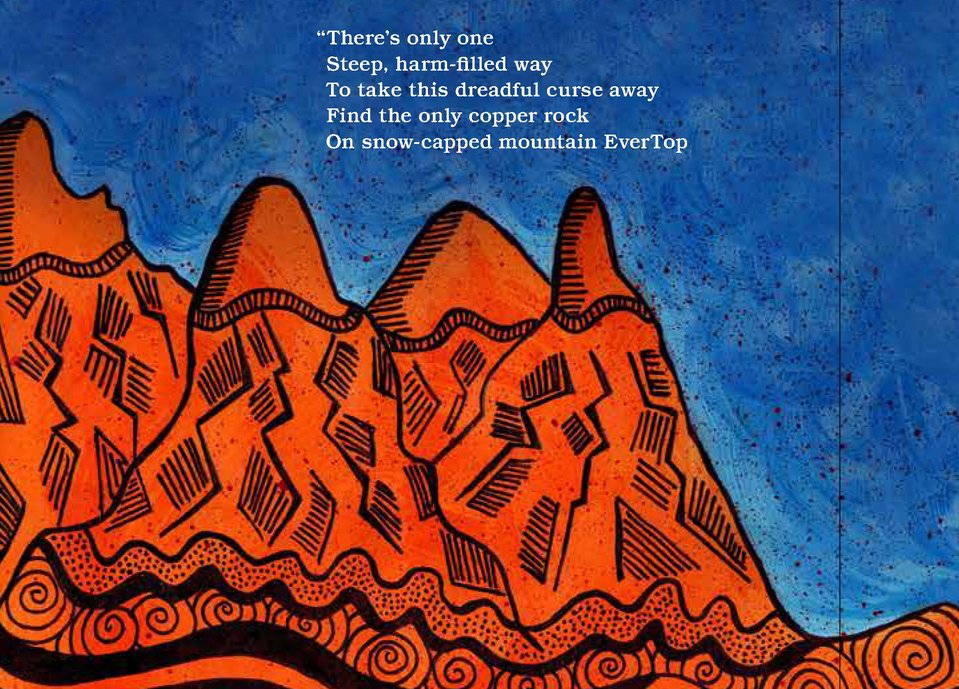 “There’s only one
Steep, harm-filled way
To take this dreadful curse away
Find the only copper rock
On snow-capped mountain EverTop